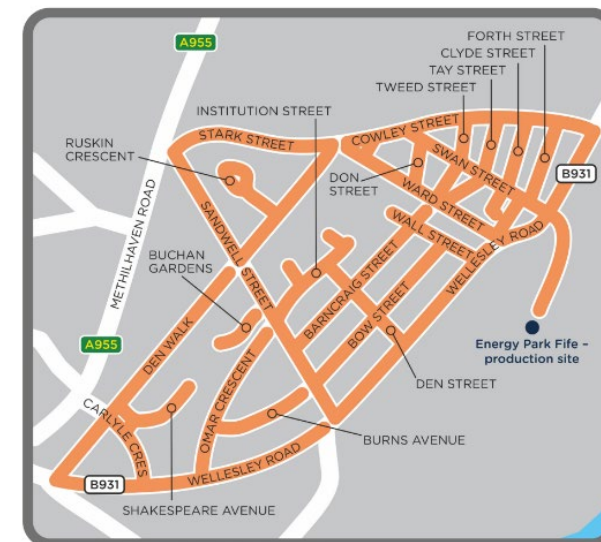 FORTH STREET
CLYDE STREET
TAY STREET
TWEED STREET
A955
INSTITUTION STREET
COWLEY STREET
STARK STREET
RUSKIN
CRESCENT
SWAN STREET
DON
STREET
B931
WARD STREET
METHILHAVEN ROAD
SANDWELL STREET
WALL STREET
BUCHAN
GARDENS
BARNCRAIG STREET
WELLESLEY ROAD
BOW STREET
Energy Park Fife –
production site
A955
DEN WALK
DEN STREET
OMAR CRESCENT
CARLYLE CRES
BURNS AVENUE
WELLESLEY ROAD
B931
SHAKESPEARE AVENUE